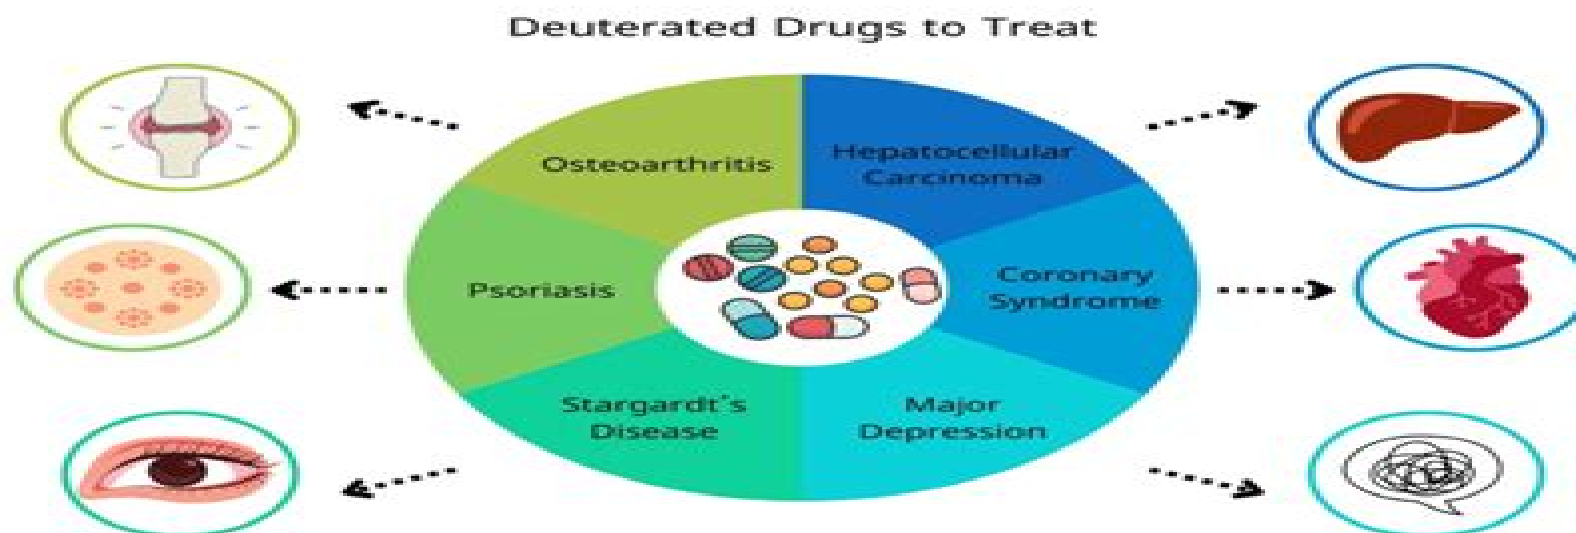 Deuterated Drugs to Treat
Osteoarthritis
Hepatocellular
Carcinoma
Psoriasis
Coronary
Syndrome
Stargardt´s
Disease
Major
Depression